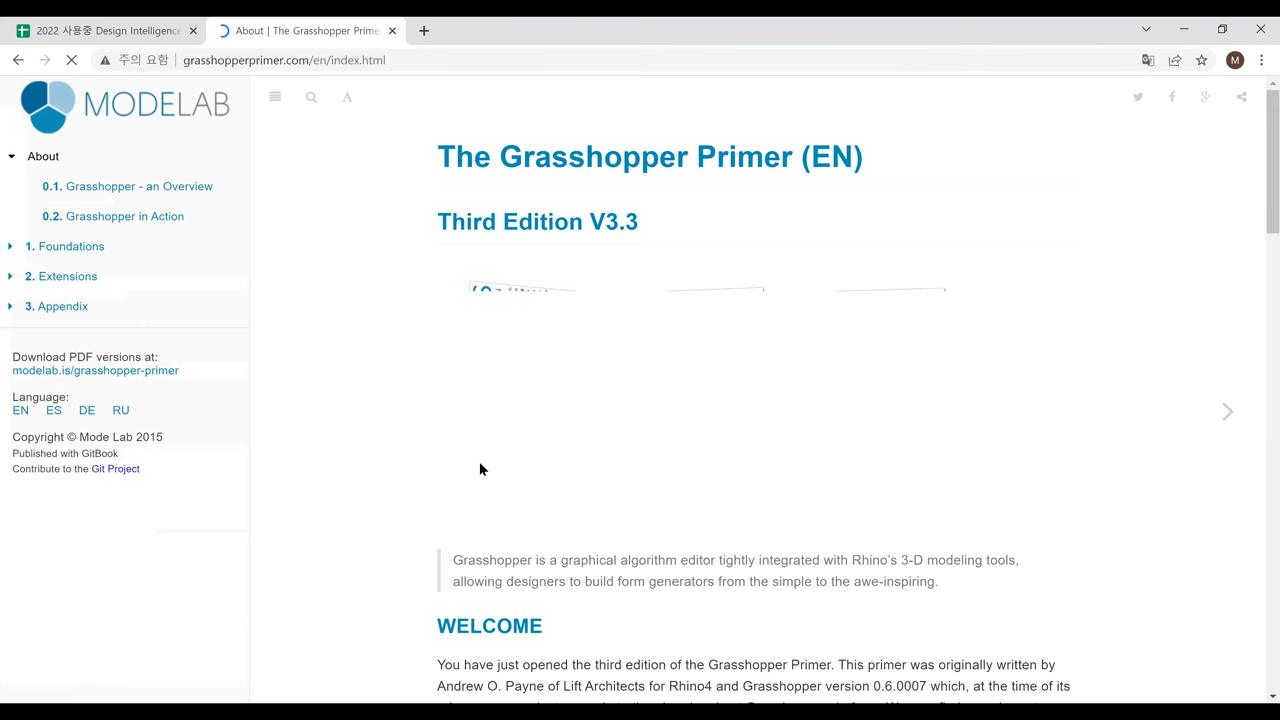 2022 사용중 Design Intelligence
About | The Grasshopper Prime
주의 요함
grasshopperprimer.com/en/index.html
M
MODELAB
About
0.1. Grasshopper - an Overview
0.2. Grasshopper in Action
1. Foundations
2. Extensions
3. Appendix
Download PDF versions at:
modelab.is/grasshopper-primer
Language:
EN ES DE RU
Copyright © Mode Lab 2015
Published with GitBook
Contribute to the Git Project
A
The Grasshopper Primer (EN)
Third Edition V3.3
Grasshopper is a graphical algorithm editor tightly integrated with Rhino’s 3-D modeling tools,
allowing designers to build form generators from the simple to the awe-inspiring.
WELCOME
You have just opened the third edition of the Grasshopper Primer. This primer was originally written by
Andrew O. Payne of Lift Architects for Rhino4 and Grasshopper version 0.6.0007 which, at the time of its